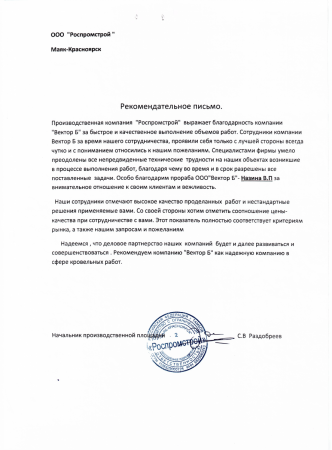 ООО "Роспромстрой "
Маян-Красноярск
Рекомендательное письмо.
Производственная компания "Роспромстрой" выражает благодарность компании
"Вектор Б" за быстрое и качественное выполнение объемов работ. Сотрудники компании
Вектор Б за время нашего сотрудничества, проявили себя только с лучшей стороны всегда
чутко и с пониманием относились к нашим пожеланиям. Специалистами фирмы умело
преодолены все непредвиденные технические трудности на наших объектах возникшие
в процессе выполнения работ, благодаря чему во время и в срок разрешены все
поставленные задачи. Особо благодарим прораба ООО"Вектор Б"- Назина В.П за
внимательное отношение к своим клиентам и вежливость.
Наши сотрудники отмечают высокое качество проделанных работ и нестандартные
решения применяемые вами. Со своей стороны хотим отметить соотношение цены-
качества при сотрудничестве с вами. Этот показатель полностью соответствует критериям
рынка, а также нашим запросам и пожеланиям
Надеемся , что деловое партнерство наших компаний будет и далее развиваться и
совершенствоваться . Рекомендуем компанию "Вектор Б" как надежную компанию в
сфере кровельных работ.
Начальник производственной площадки
С.В Раздобреев
«Роспромстрой»